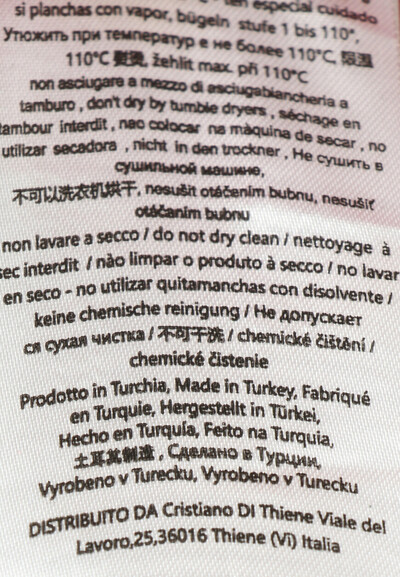 ten especial cuidado
si planchas con vapor, bügeln stufe 1 bis 110°,
Утюжить при температур е не более 110°C, 限温
110°C 熨烫, žehlit max. při 110°C
non asciugare a mezzo di asciugabiancheria a
tamburo , don't dry by tumble dryers , séchage en
tambour interdit , nao colocar na màquina de secar , no
utilizar secadora , nicht in den trockner , Не сушить в
сушильной машине,
不可以洗衣机烘干, nesušit otáčením bubnu, nesušiť
otáčaním bubnu
non lavare a secco / do not dry clean / nettoyage à
sec interdit / não limpar o produto à secco / no lavar
en seco - no utilizar quitamanchas con disolvente /
keine chemische reinigung / Не допускает
ся сухая чистка / 不可干洗 / chemické čištění /
chemické čistenie
Prodotto in Turchia, Made in Turkey, Fabriqué
en Turquie, Hergestellt in Türkei,
Hecho en Turquía, Feito na Turquia,
土耳其制造 , Сделано в Турции,
Vyrobeno v Turecku, Vyrobeno v Turecku
DISTRIBUITO DA Cristiano DI Thiene Viale del
Lavoro,25,36016 Thiene (Vi) Italia